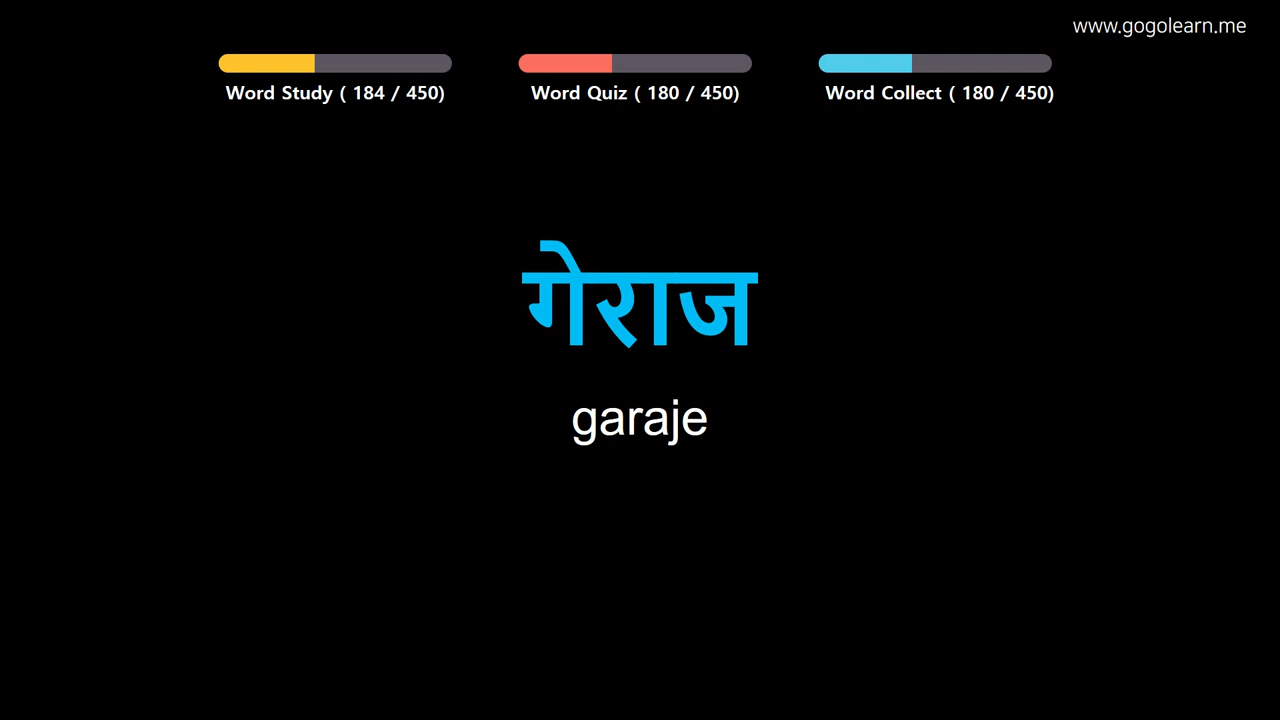 www.gogolearn.me
Word Study ( 184 / 450)
Word Quiz ( 180 / 450)
Word Collect ( 180 / 450)
गेराज
garaje